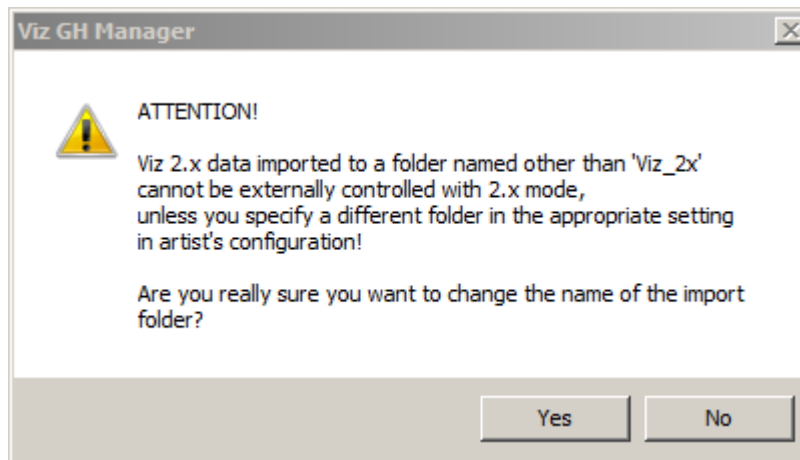 Viz GH Manager
ATTENTION!
Viz 2.x data imported to a folder named other than 'Viz_2x'
cannot be externally controlled with 2.x mode,
unless you specify a different folder in the appropriate setting
in artist's configuration!
Are you really sure you want to change the name of the import
folder?
Yes
No